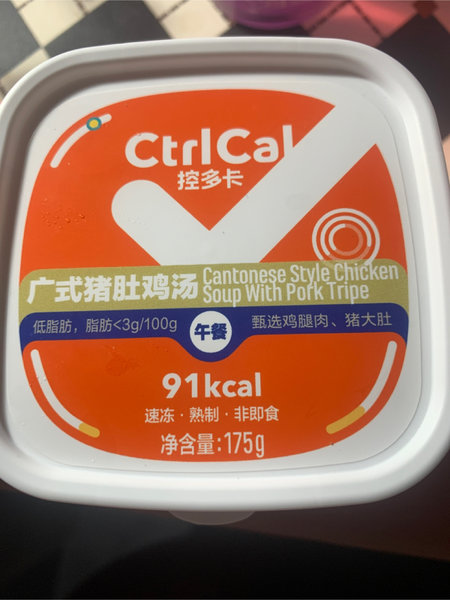 CtrlCal
控多卡
广式猪肚鸡汤
Cantonese Style Chicken
Soup With Pork Tripe
低脂肪，脂肪<3g/100g
午餐
甄选鸡腿肉、猪大肚
91kcal
速冻·熟制·非即食
净含量:175g